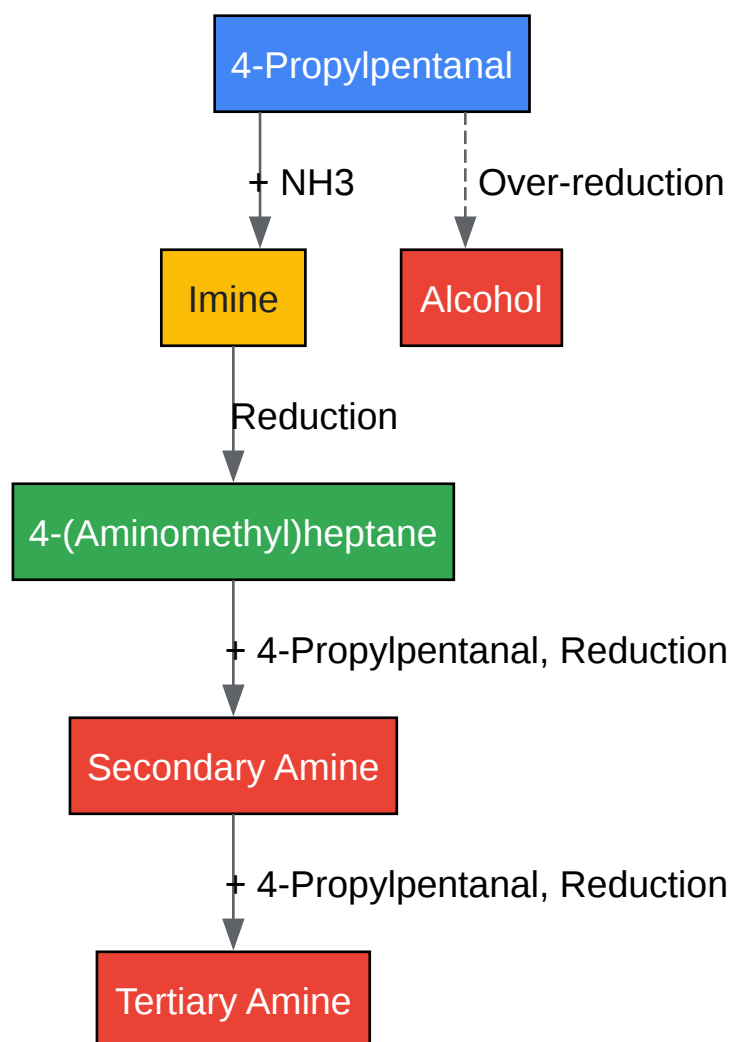 4-Propylpentanal
+ NH3
Over-reduction
Imine
Alcohol
Reduction
4-(Aminomethyl)heptane
+ 4-Propylpentanal, Reduction
Secondary Amine
+ 4-Propylpentanal, Reduction
Tertiary Amine